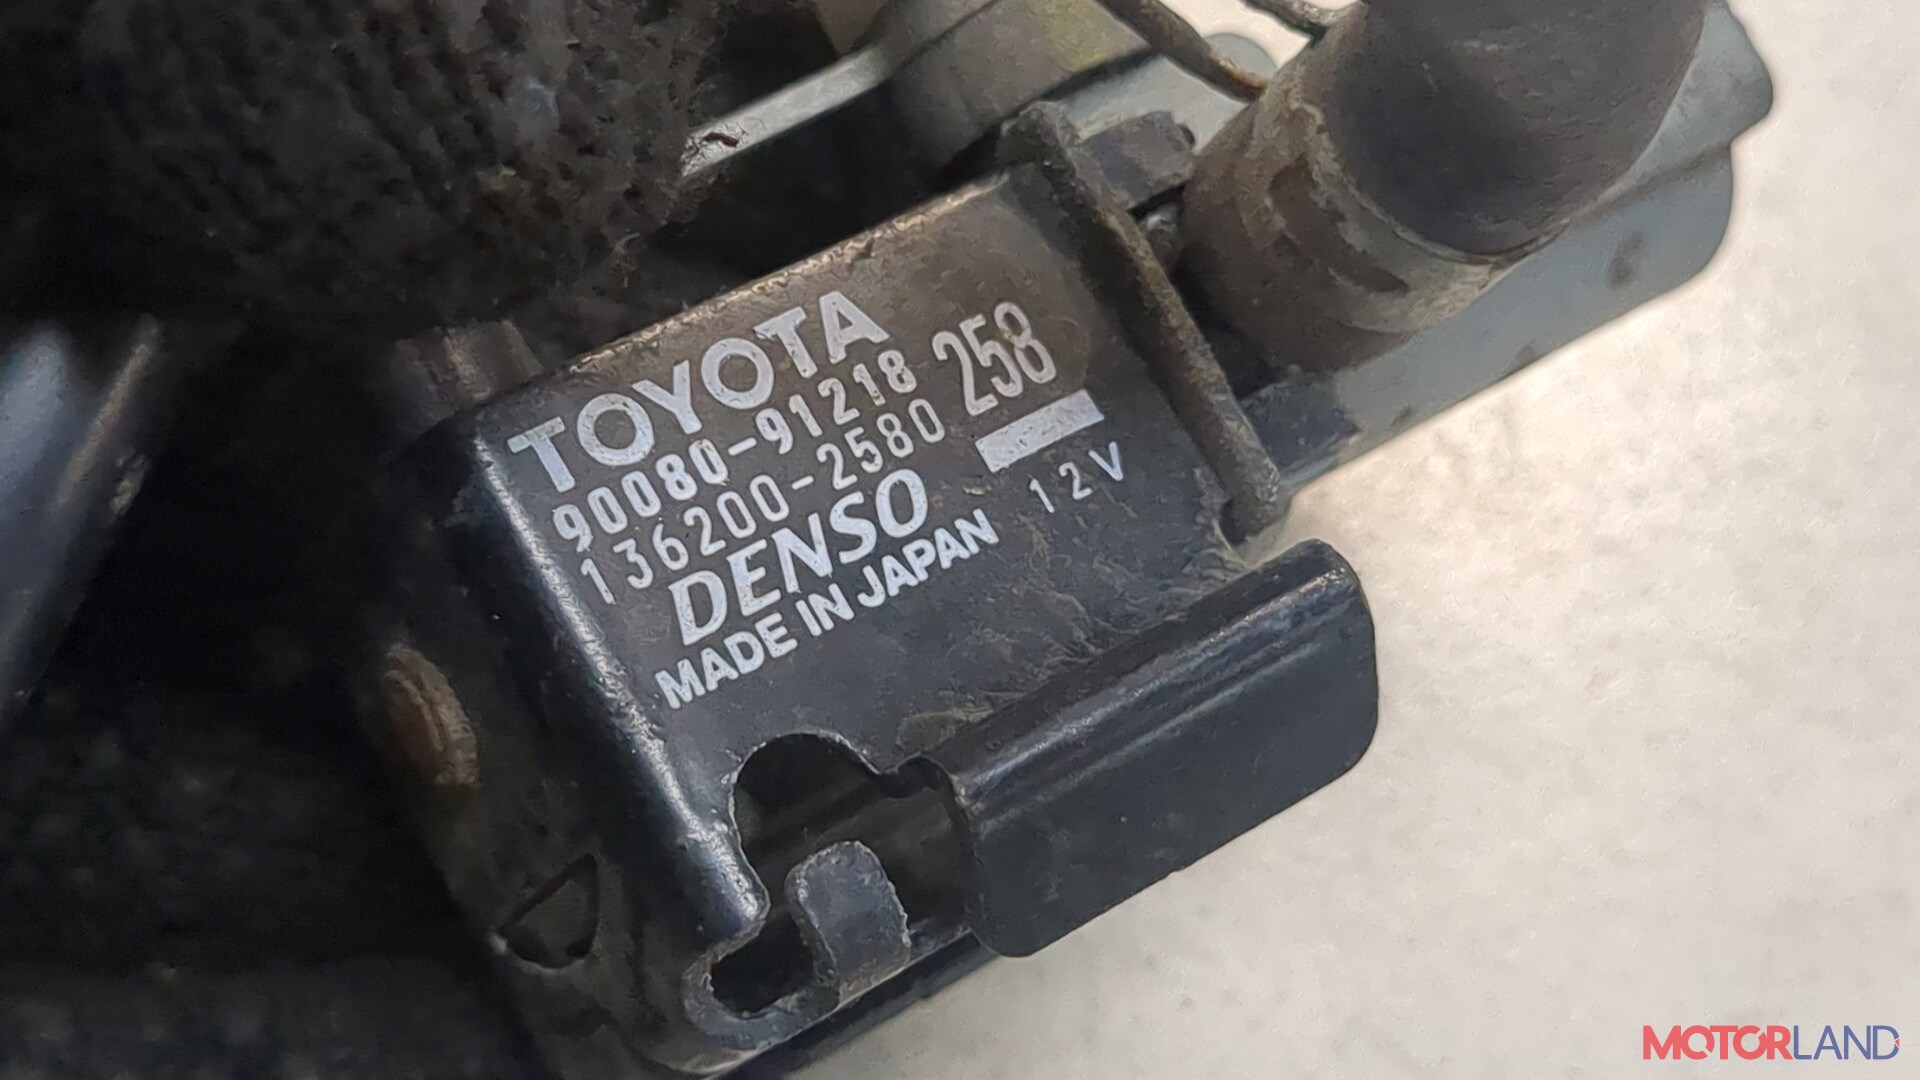 TOYOTA
90080-91218
136200-2580
258
DENSO
12V
MADE IN JAPAN
MOTORLAND